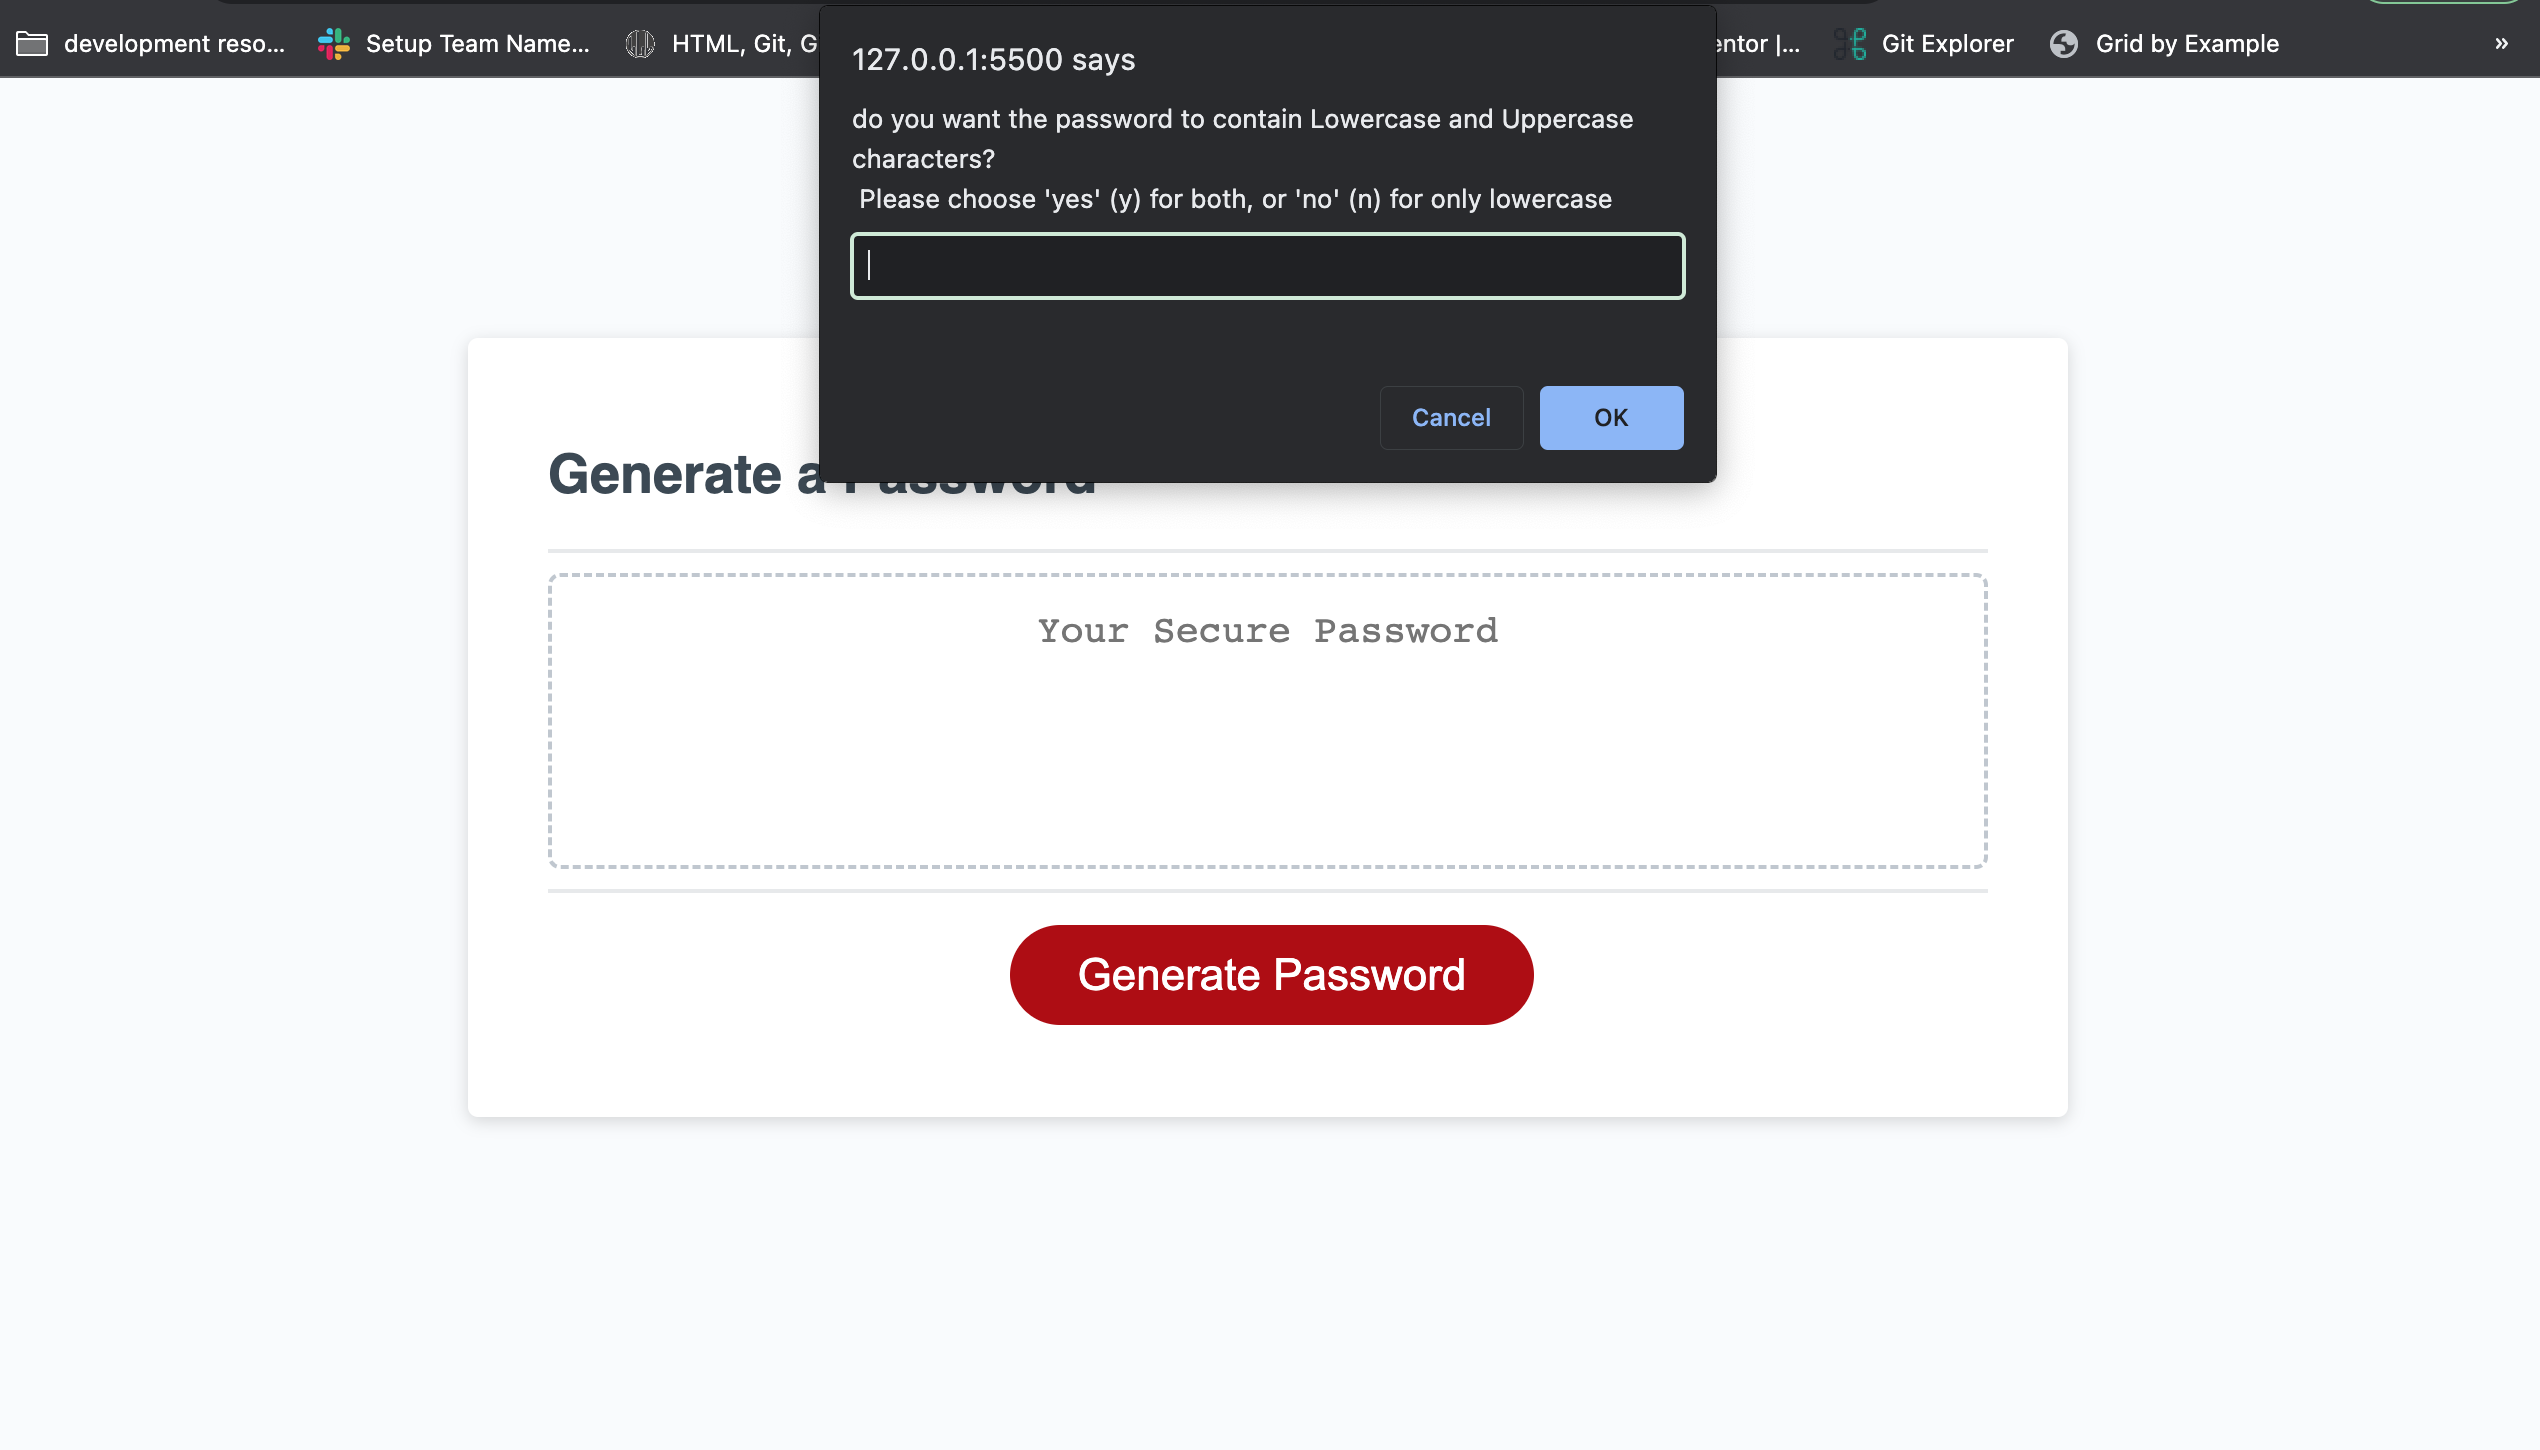 development reso...
Setup Team Name...
HTML, Git, G
entor |...
Git Explorer
Grid by Example
»
127.0.0.1:5500 says
do you want the password to contain Lowercase and Uppercase
characters?
Please choose 'yes' (y) for both, or 'no' (n) for only lowercase
Cancel
OK
Generate a Password
Your Secure Password
Generate Password